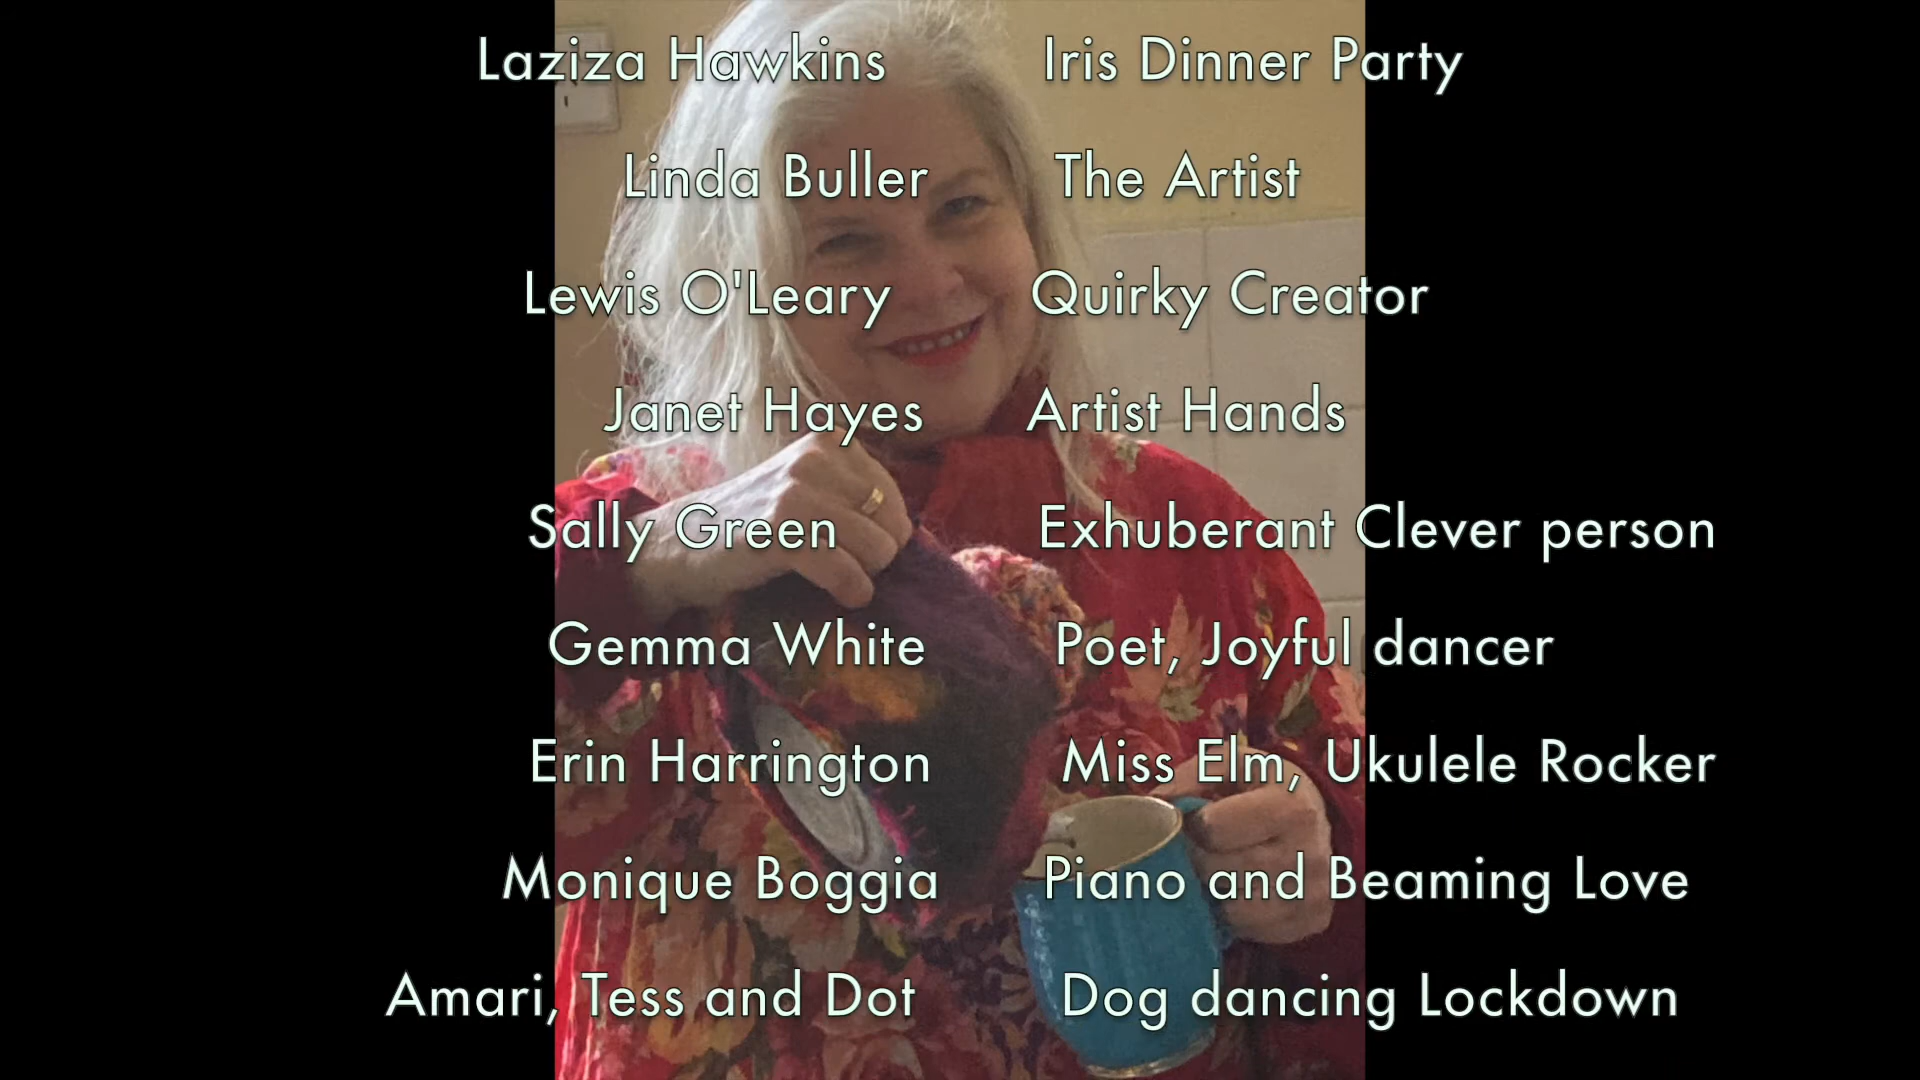 Laziza Hawkins Iris Dinner Party
Linda Buller The Artist
Lewis O'Leary Quirky Creator
Janet Hayes Artist Hands
Sally Green Exhuberant Clever person
Gemma White Poet, Joyful dancer
Erin Harrington Miss Elm, Ukulele Rocker
Monique Boggia Piano and Beaming Love
Amari, Tess and Dot Dog dancing Lockdown